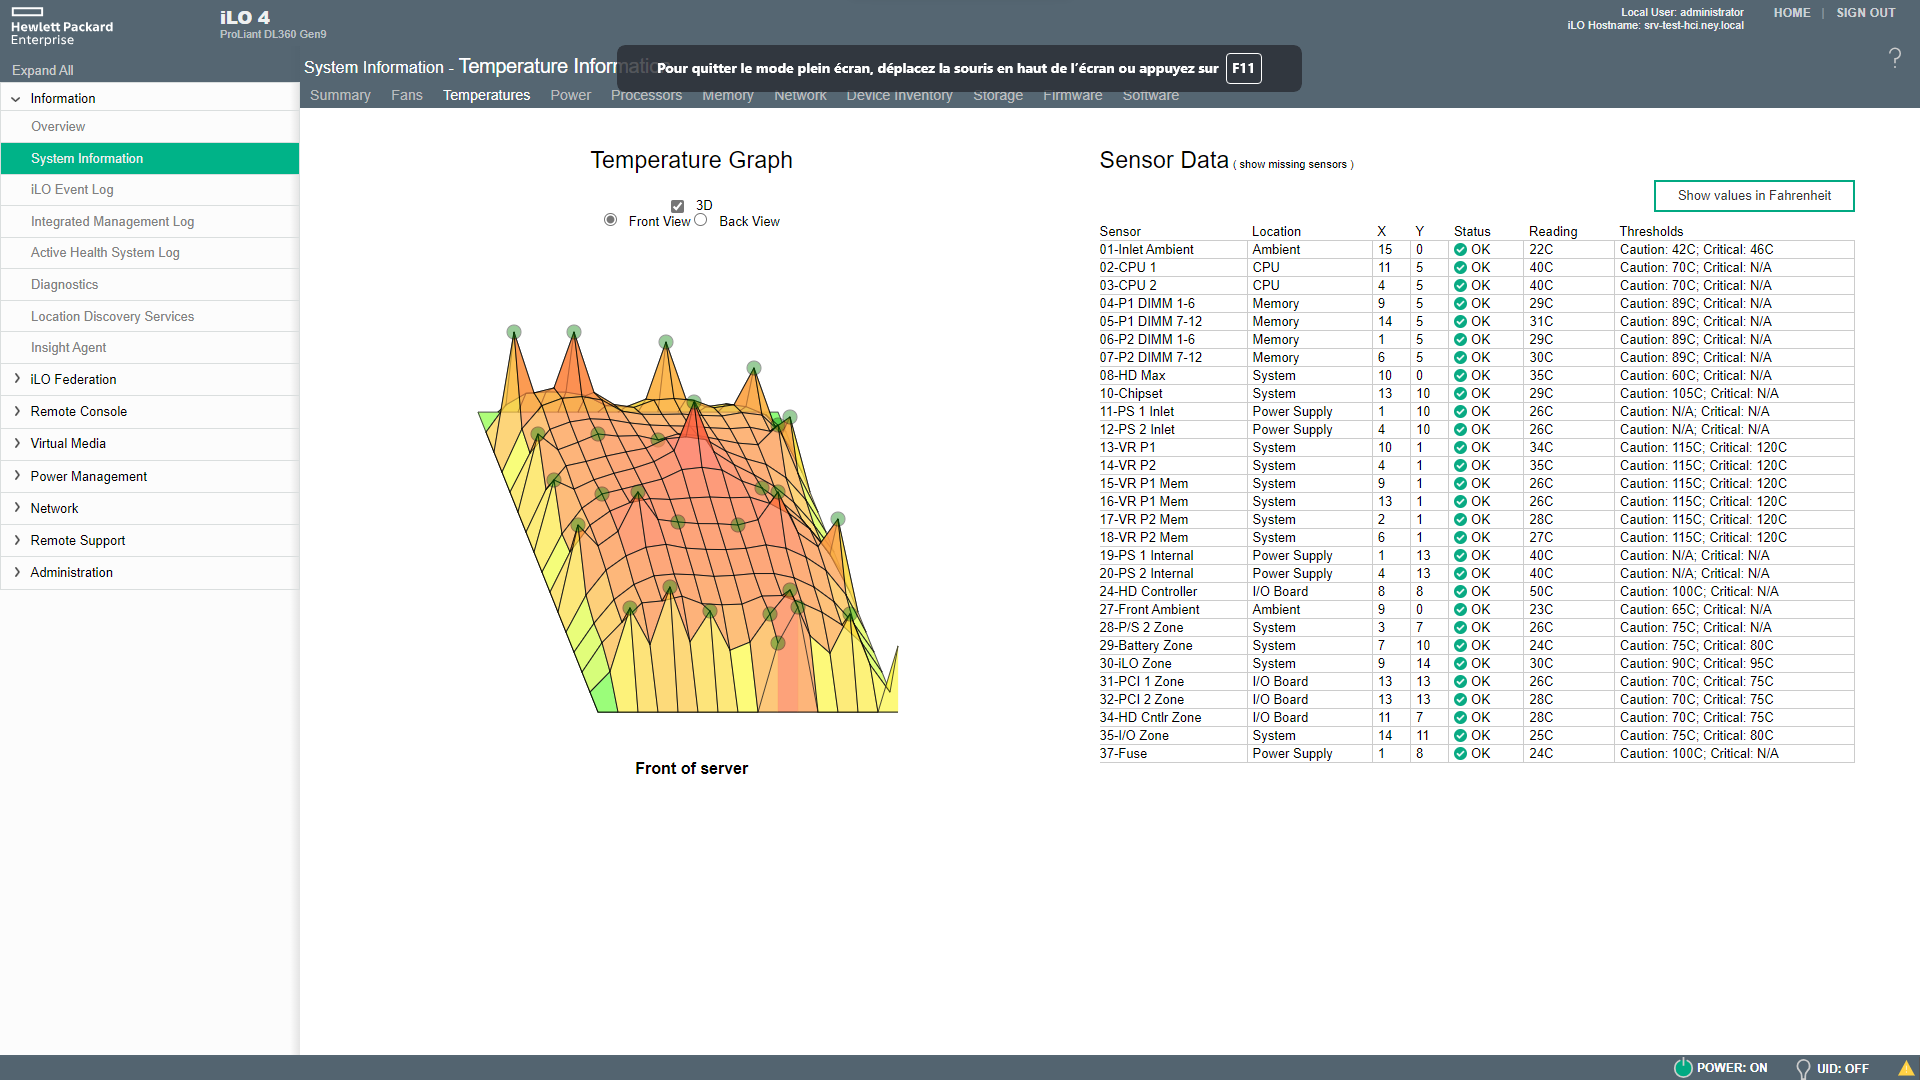 Hewlett Packard
Enterprise
iLO 4
ProLiant DL360 Gen9
Local User: administrator
iLO Hostname: srv-test-hci.ney.local
HOME | SIGN OUT
?
Expand All
System Information - Temperature Information
Pour quitter le mode plein écran, déplacez la souris en haut de l'écran ou appuyez sur F11
Summary Fans Temperatures Power Processors Memory Network Device Inventory Storage Firmware Software
Information
Overview
System Information
iLO Event Log
Integrated Management Log
Active Health System Log
Diagnostics
Location Discovery Services
Insight Agent
iLO Federation
Remote Console
Virtual Media
Power Management
Network
Remote Support
Administration
Temperature Graph
3D
Front View Back View
Front of server
Sensor Data ( show missing sensors )
Show values in Fahrenheit
Sensor Location X Y Status Reading Thresholds
01-Inlet Ambient Ambient 15 0 OK 22C Caution: 42C; Critical: 46C
02-CPU 1 CPU 11 5 OK 40C Caution: 70C; Critical: N/A
03-CPU 2 CPU 4 5 OK 40C Caution: 70C; Critical: N/A
04-P1 DIMM 1-6 Memory 9 5 OK 29C Caution: 89C; Critical: N/A
05-P1 DIMM 7-12 Memory 14 5 OK 31C Caution: 89C; Critical: N/A
06-P2 DIMM 1-6 Memory 1 5 OK 29C Caution: 89C; Critical: N/A
07-P2 DIMM 7-12 Memory 6 5 OK 30C Caution: 89C; Critical: N/A
08-HD Max System 10 0 OK 35C Caution: 60C; Critical: N/A
10-Chipset System 13 10 OK 29C Caution: 105C; Critical: N/A
11-PS 1 Inlet Power Supply 1 10 OK 26C Caution: N/A; Critical: N/A
12-PS 2 Inlet Power Supply 4 10 OK 26C Caution: N/A; Critical: N/A
13-VR P1 System 10 1 OK 34C Caution: 115C; Critical: 120C
14-VR P2 System 4 1 OK 35C Caution: 115C; Critical: 120C
15-VR P1 Mem System 9 1 OK 26C Caution: 115C; Critical: 120C
16-VR P1 Mem System 13 1 OK 26C Caution: 115C; Critical: 120C
17-VR P2 Mem System 2 1 OK 28C Caution: 115C; Critical: 120C
18-VR P2 Mem System 6 1 OK 27C Caution: 115C; Critical: 120C
19-PS 1 Internal Power Supply 1 13 OK 40C Caution: N/A; Critical: N/A
20-PS 2 Internal Power Supply 4 13 OK 40C Caution: N/A; Critical: N/A
24-HD Controller I/O Board 8 8 OK 50C Caution: 100C; Critical: N/A
27-Front Ambient Ambient 9 0 OK 23C Caution: 65C; Critical: N/A
28-P/S 2 Zone System 3 7 OK 26C Caution: 75C; Critical: N/A
29-Battery Zone System 7 10 OK 24C Caution: 75C; Critical: 80C
30-iLO Zone System 9 14 OK 30C Caution: 90C; Critical: 95C
31-PCI 1 Zone I/O Board 13 13 OK 26C Caution: 70C; Critical: 75C
32-PCI 2 Zone I/O Board 13 13 OK 28C Caution: 70C; Critical: 75C
34-HD Cntlr Zone I/O Board 11 7 OK 28C Caution: 70C; Critical: 75C
35-I/O Zone System 14 11 OK 25C Caution: 75C; Critical: 80C
37-Fuse Power Supply 1 8 OK 24C Caution: 100C; Critical: N/A
POWER: ON UID: OFF